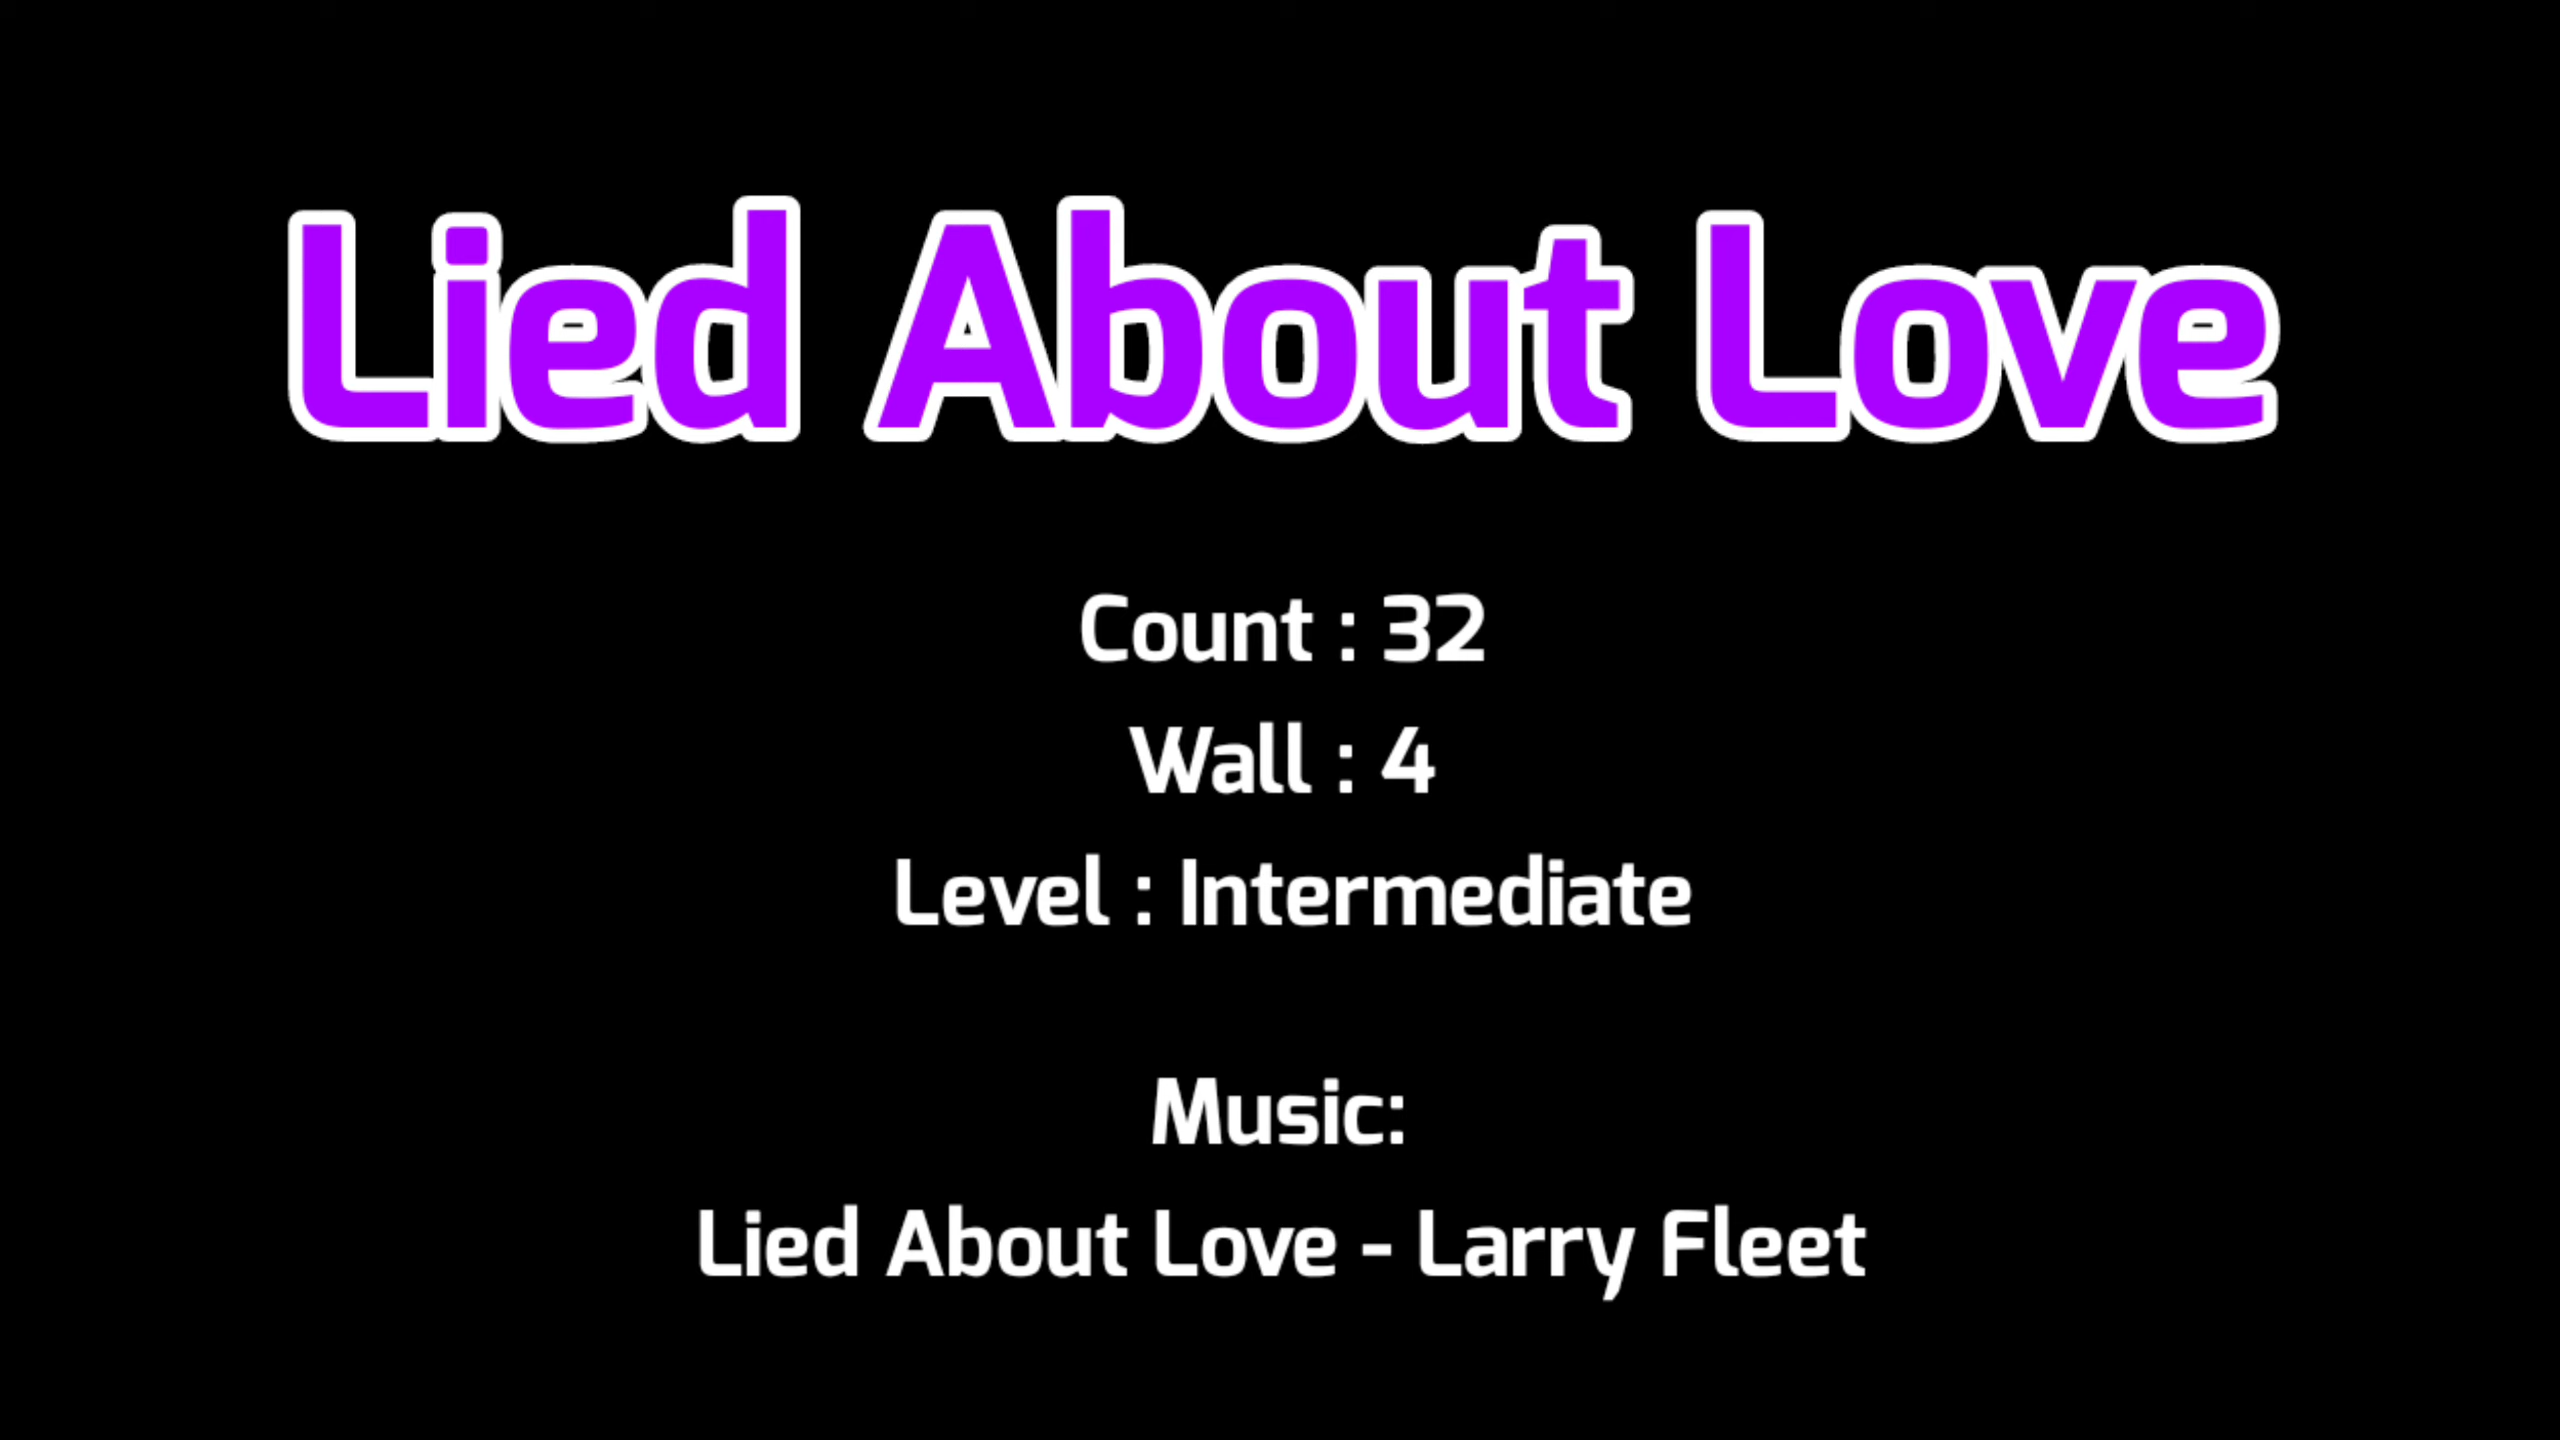 Lied About Love
Count : 32
Wall : 4
Level : Intermediate
Music:
Lied About Love - Larry Fleet